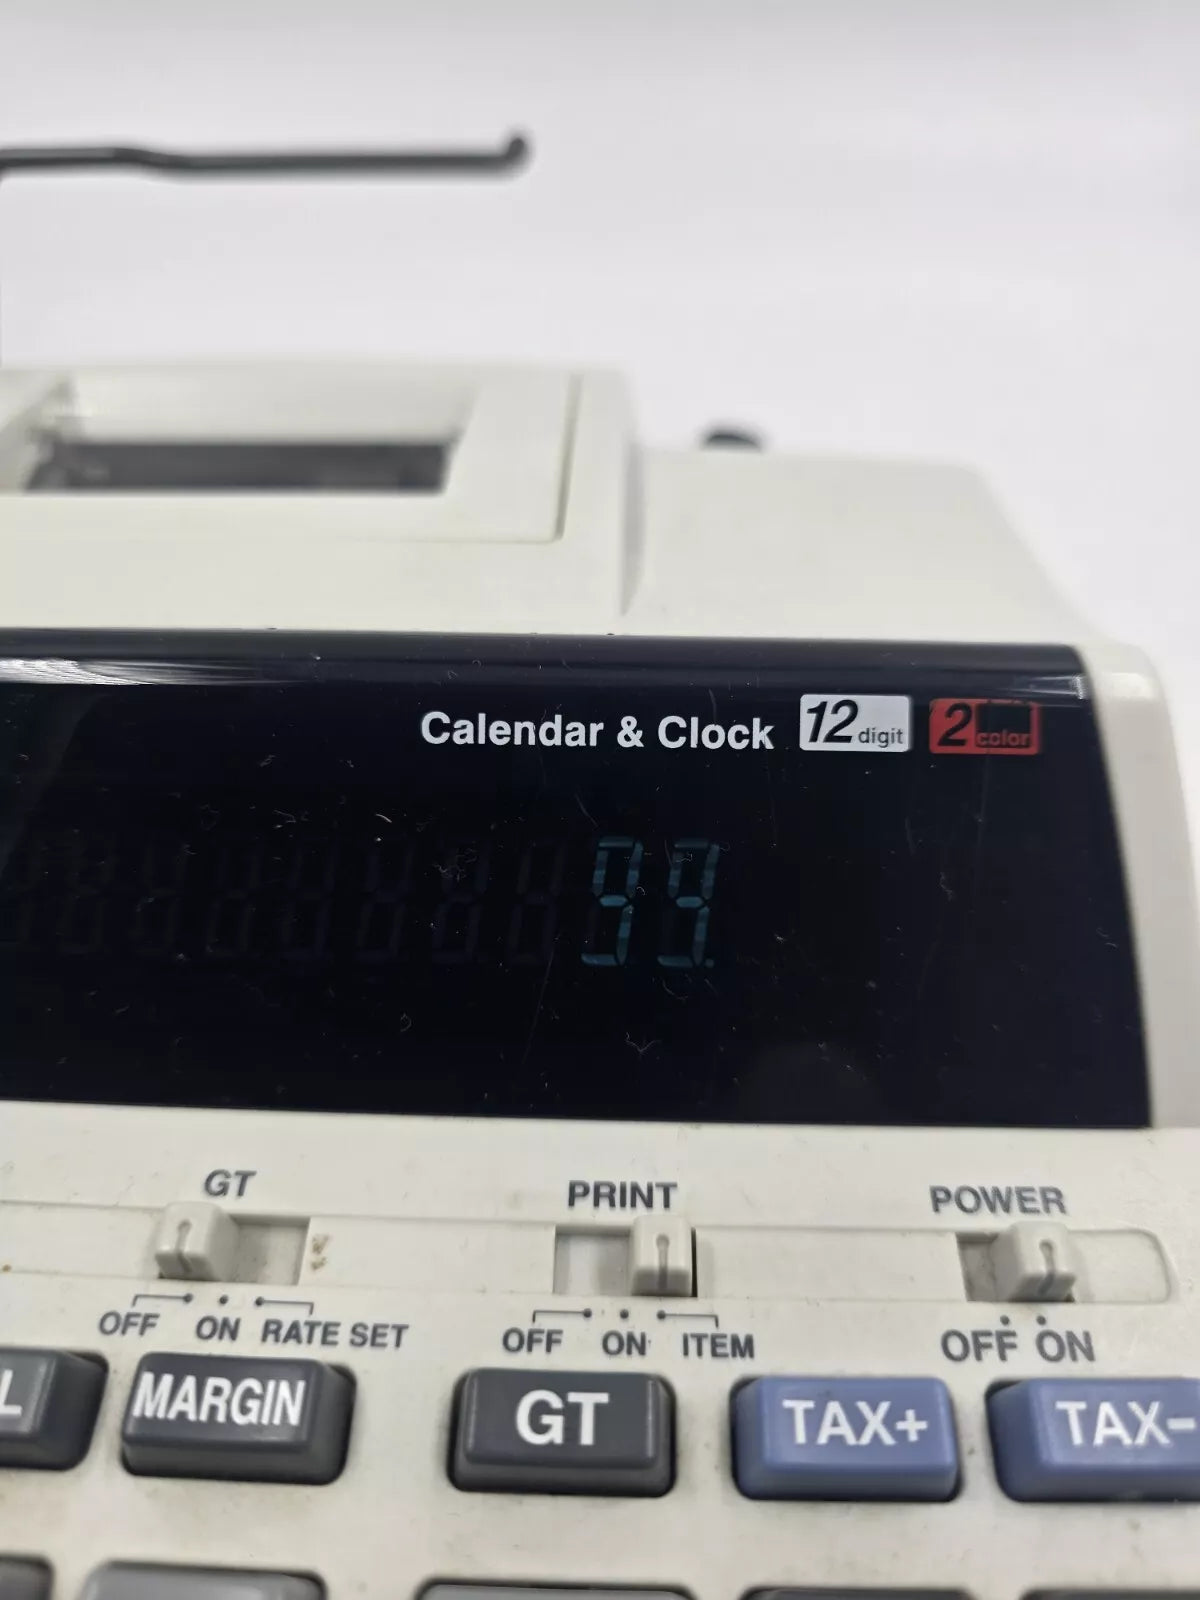 Calendar & Clock 12 digit 2 color
99.
GT PRINT POWER
OFF ON RATE SET OFF ON ITEM OFF ON
L MARGIN GT TAX+ TAX-